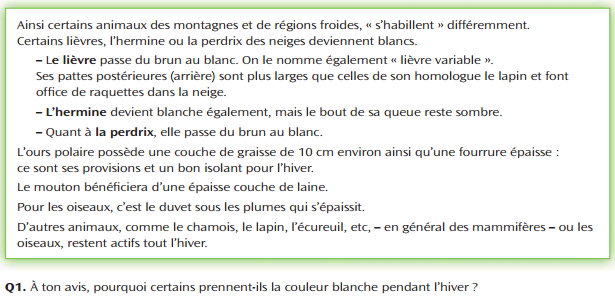 Ainsi certains animaux des montagnes et de régions froides, « s'habillent » différemment.
Certains lièvres, l'hermine ou la perdrix des neiges deviennent blancs.
– Le lièvre passe du brun au blanc. On le nomme également « lièvre variable ».
Ses pattes postérieures (arrière) sont plus larges que celles de son homologue le lapin et font
office de raquettes dans la neige.
– L'hermine devient blanche également, mais le bout de sa queue reste sombre.
– Quant à la perdrix, elle passe du brun au blanc.
L'ours polaire possède une couche de graisse de 10 cm environ ainsi qu'une fourrure épaisse :
ce sont ses provisions et un bon isolant pour l'hiver.
Le mouton bénéficiera d'une épaisse couche de laine.
Pour les oiseaux, c'est le duvet sous les plumes qui s'épaissit.
D'autres animaux, comme le chamois, le lapin, l'écureuil, etc, – en général des mammifères – ou les
oiseaux, restent actifs tout l'hiver.
Q1. À ton avis, pourquoi certains prennent-ils la couleur blanche pendant l'hiver ?